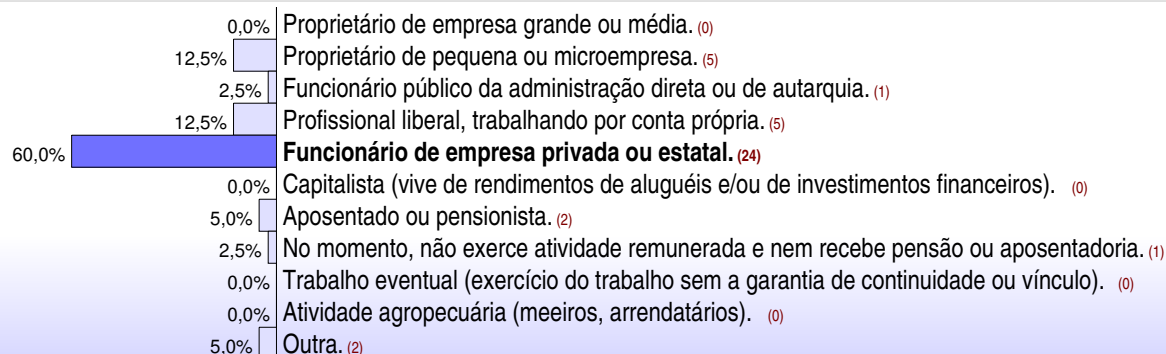 0,0% Proprietário de empresa grande ou média. (0)
12,5% Proprietário de pequena ou microempresa. (5)
2,5% Funcionário público da administração direta ou de autarquia. (1)
12,5% Profissional liberal, trabalhando por conta própria. (5)
60,0% Funcionário de empresa privada ou estatal. (24)
0,0% Capitalista (vive de rendimentos de aluguéis e/ou de investimentos financeiros). (0)
5,0% Aposentado ou pensionista. (2)
2,5% No momento, não exerce atividade remunerada e nem recebe pensão ou aposentadoria. (1)
0,0% Trabalho eventual (exercício do trabalho sem a garantia de continuidade ou vínculo). (0)
0,0% Atividade agropecuária (meeiros, arrendatários). (0)
5,0% Outra. (2)